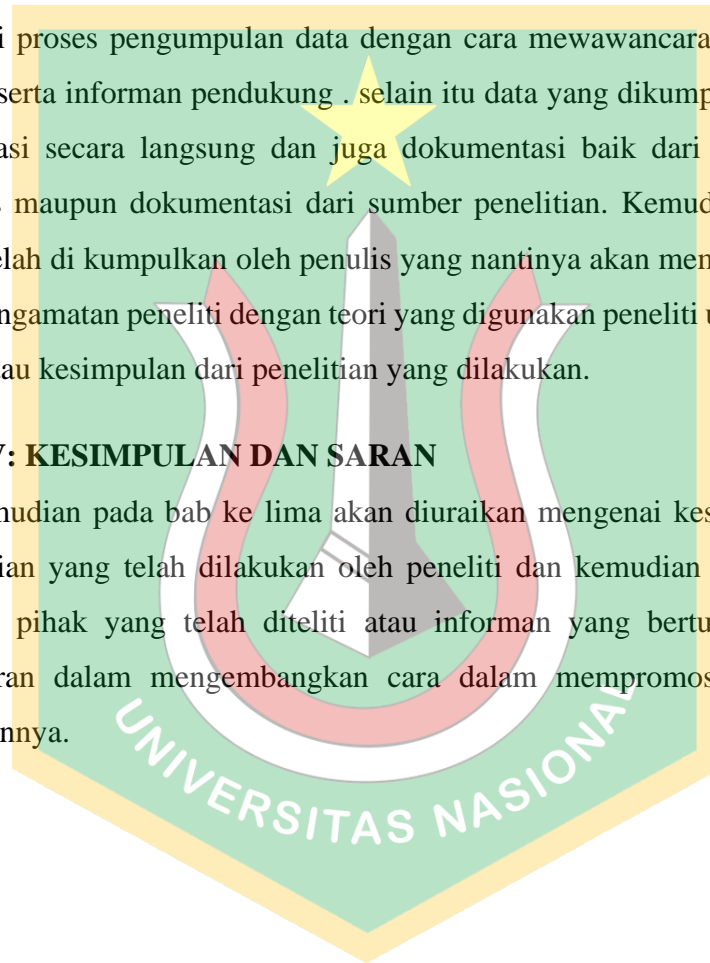 i proses pengumpulan data dengan cara mewawancara
serta informan pendukung . selain itu data yang dikump
asi secara langsung dan juga dokumentasi baik dari
s maupun dokumentasi dari sumber penelitian. Kemud
elah di kumpulkan oleh penulis yang nantinya akan mem
ngamatan peneliti dengan teori yang digunakan peneliti u
tau kesimpulan dari penelitian yang dilakukan.
V: KESIMPULAN DAN SARAN
mudian pada bab ke lima akan diuraikan mengenai kes
tian yang telah dilakukan oleh peneliti dan kemudian
pihak yang telah diteliti atau informan yang bertu
ran dalam mengembangkan cara dalam mempromos
nnya.
UNIVERSITAS NASIONAL